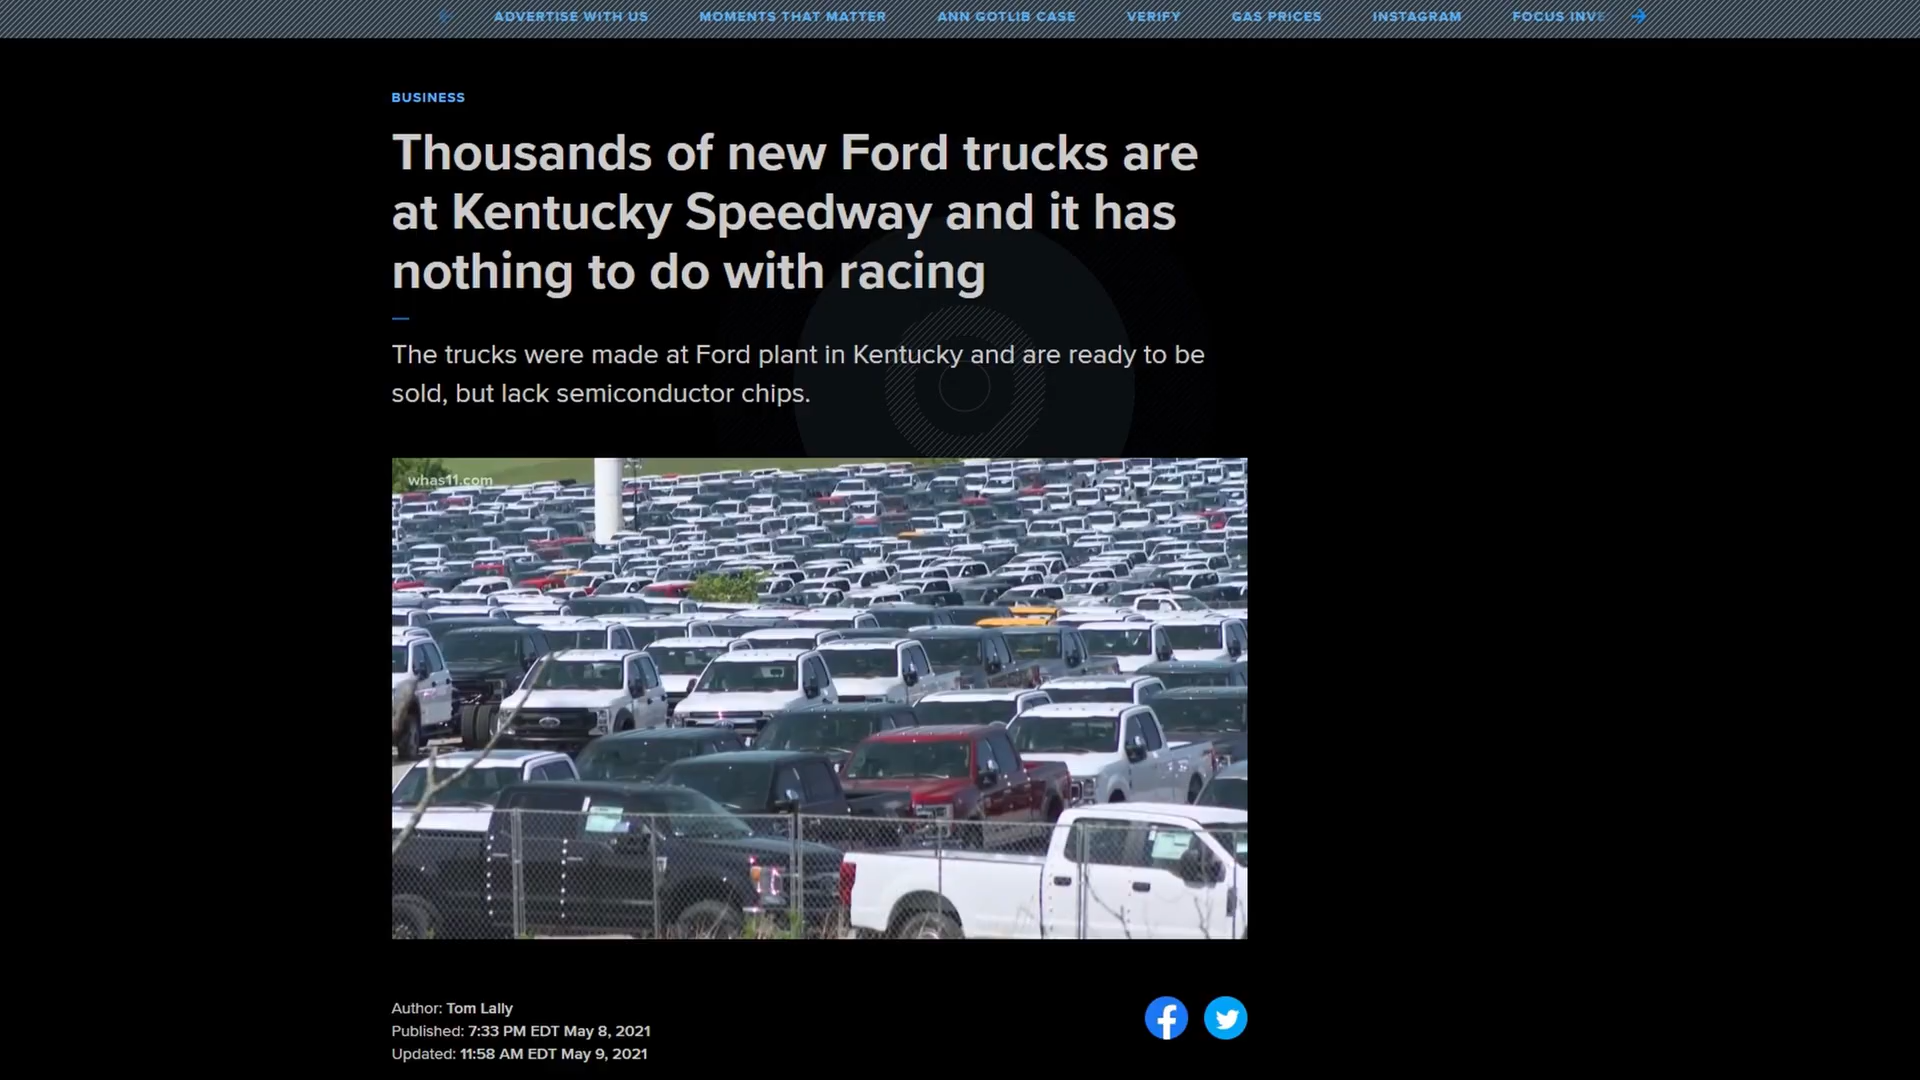 ADVERTISE WITH US MOMENTS THAT MATTER ANN GOTLIB CASE VERIFY GAS PRICES INSTAGRAM FOCUS INVE
BUSINESS
Thousands of new Ford trucks are
at Kentucky Speedway and it has
nothing to do with racing
The trucks were made at Ford plant in Kentucky and are ready to be
sold, but lack semiconductor chips.
whas11.com
Author: Tom Lally
Published: 7:33 PM EDT May 8, 2021
Updated: 11:58 AM EDT May 9, 2021